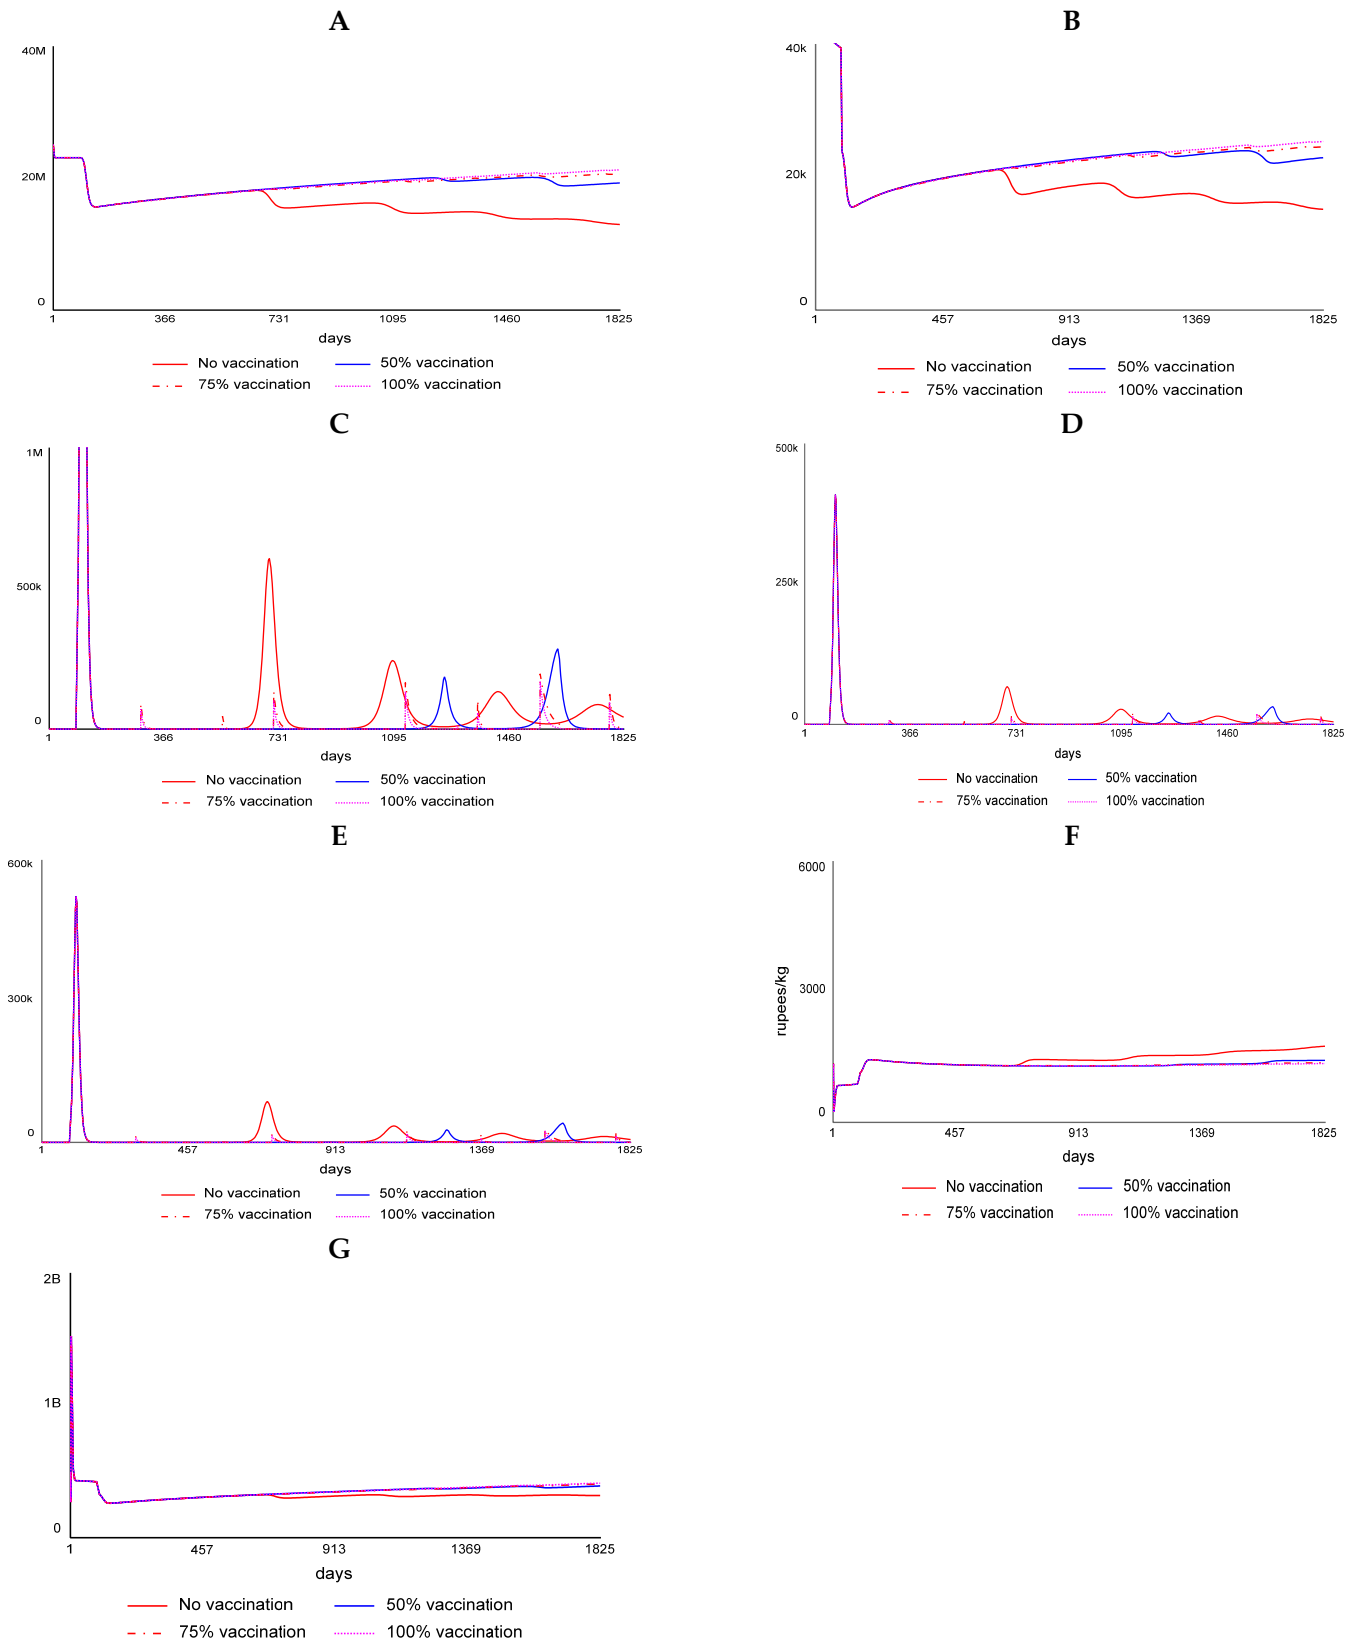 A
40M
20M
0
1 366 731 1095 1460 1825
days
No vaccination 50% vaccination
75% vaccination 100% vaccination
B
40k
20k
0
1 457 913 1369 1825
days
No vaccination 50% vaccination
75% vaccination 100% vaccination
C
1M
500k
0
1 366 731 1095 1460 1825
days
No vaccination 50% vaccination
75% vaccination 100% vaccination
D
500k
250k
0
1 366 731 1095 1460 1825
days
No vaccination 50% vaccination
75% vaccination 100% vaccination
E
600k
300k
0
1 457 913 1369 1825
days
No vaccination 50% vaccination
75% vaccination 100% vaccination
F
6000
3000
0
rupees/kg
1 457 913 1369 1825
days
No vaccination 50% vaccination
75% vaccination 100% vaccination
G
2B
1B
0
1 457 913 1369 1825
days
No vaccination 50% vaccination
75% vaccination 100% vaccination